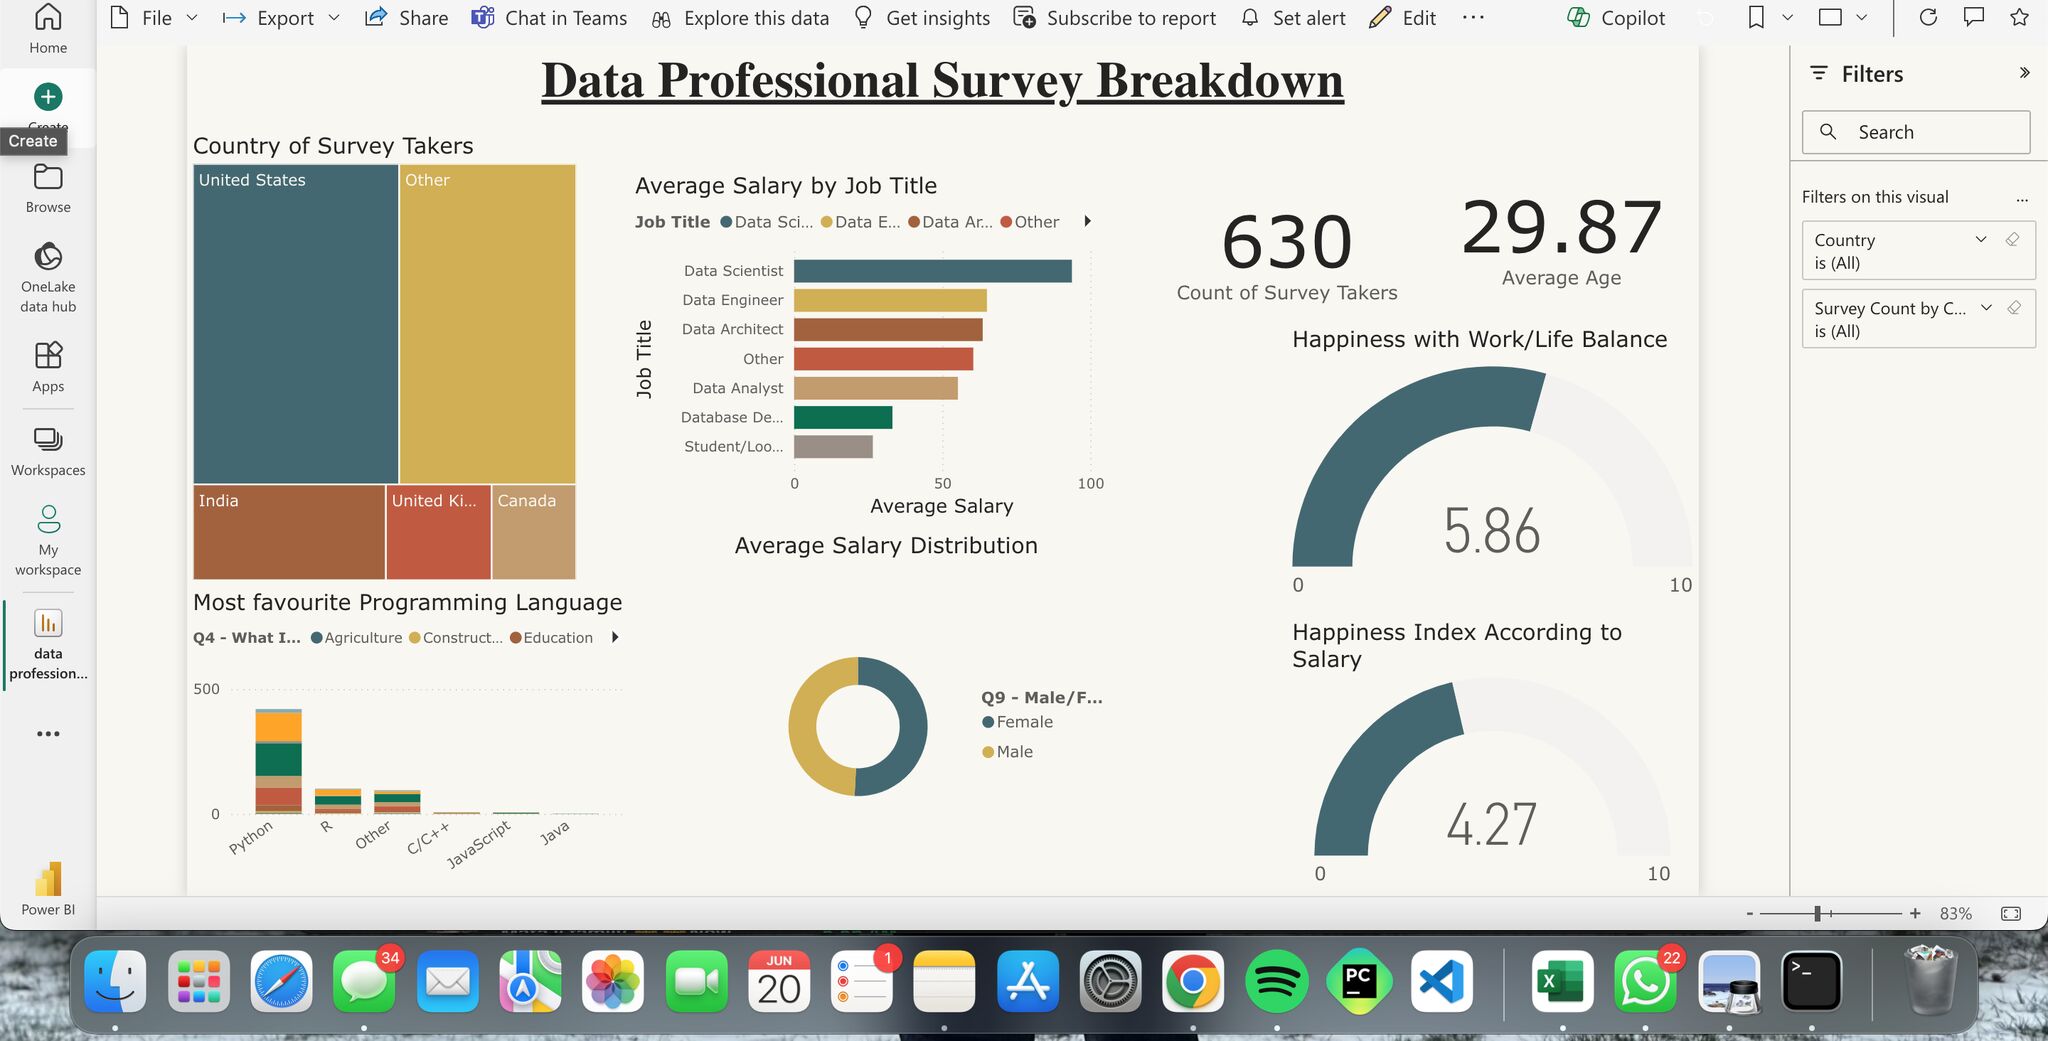 Home
Create
Create
Browse
OneLake
data hub
Apps
Workspaces
My
workspace
data
profession...
Power BI
File
Export
Share
Chat in Teams
Explore this data
Get insights
Subscribe to report
Set alert
Edit
Copilot
Data Professional Survey Breakdown
Country of Survey Takers
United States
Other
India
United Ki...
Canada
Average Salary by Job Title
Job Title Data Sci... Data E... Data Ar... Other
Job Title
Data Scientist
Data Engineer
Data Architect
Other
Data Analyst
Database De...
Student/Loo...
0 50 100
Average Salary
630
Count of Survey Takers
29.87
Average Age
Happiness with Work/Life Balance
5.86
0 10
Most favourite Programming Language
Q4 - What I... Agriculture Construct... Education
500
0
Python
R
Other
C/C++
JavaScript
Java
Average Salary Distribution
Q9 - Male/F...
Female
Male
Happiness Index According to
Salary
4.27
0 10
Filters
Search
Filters on this visual
...
Country
is (All)
Survey Count by C...
is (All)
- + 83%
34
JUN
20
1
PC
X
22
>_